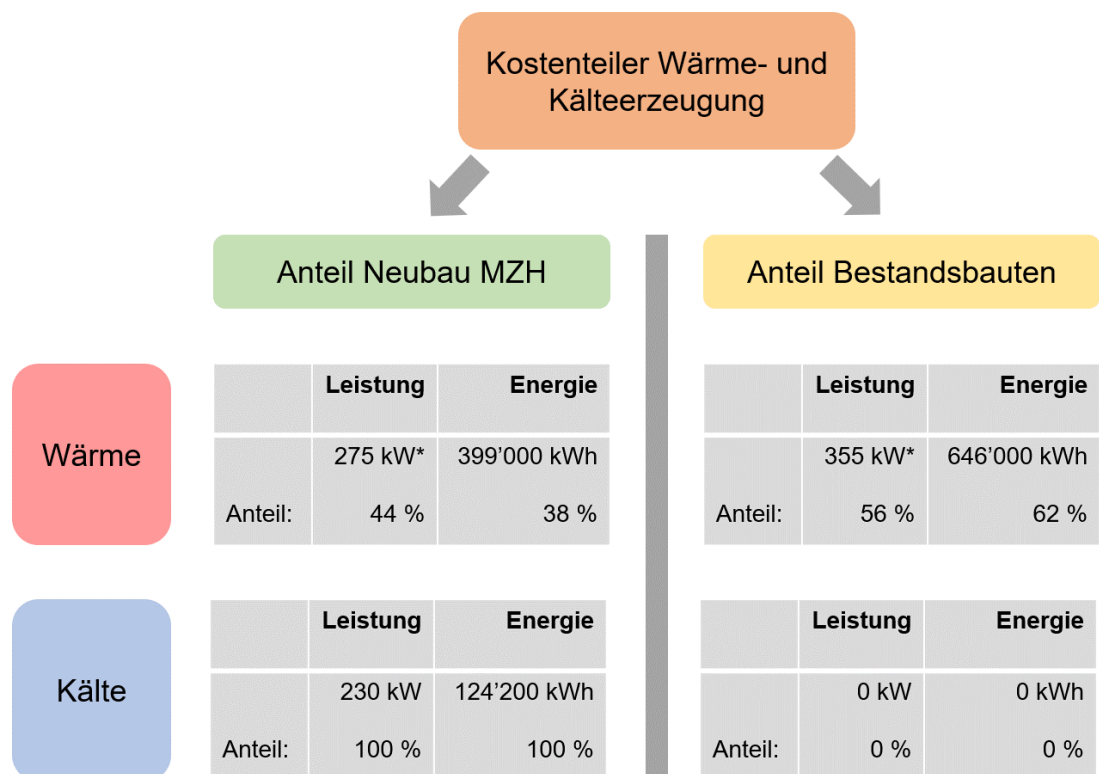 Kostenteiler Wärme- und
Kälteerzeugung
Anteil Neubau MZH
Anteil Bestandsbauten
Wärme
Leistung Energie
275 kW* 399’000 kWh
Anteil: 44 % 38 %
Leistung Energie
355 kW* 646’000 kWh
Anteil: 56 % 62 %
Kälte
Leistung Energie
230 kW 124’200 kWh
Anteil: 100 % 100 %
Leistung Energie
0 kW 0 kWh
Anteil: 0 % 0 %